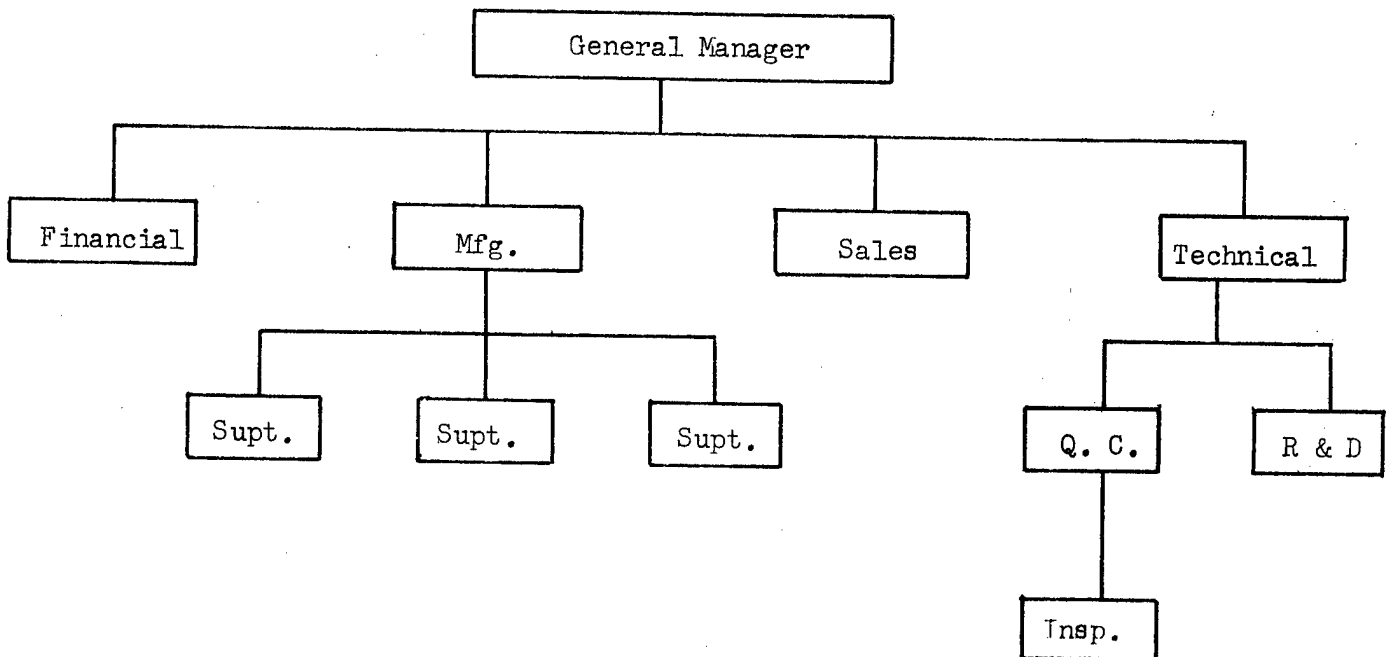 General Manager
Financial
Mfg.
Sales
Technical
Supt.
Supt.
Supt.
Q. C.
R & D
Insp.